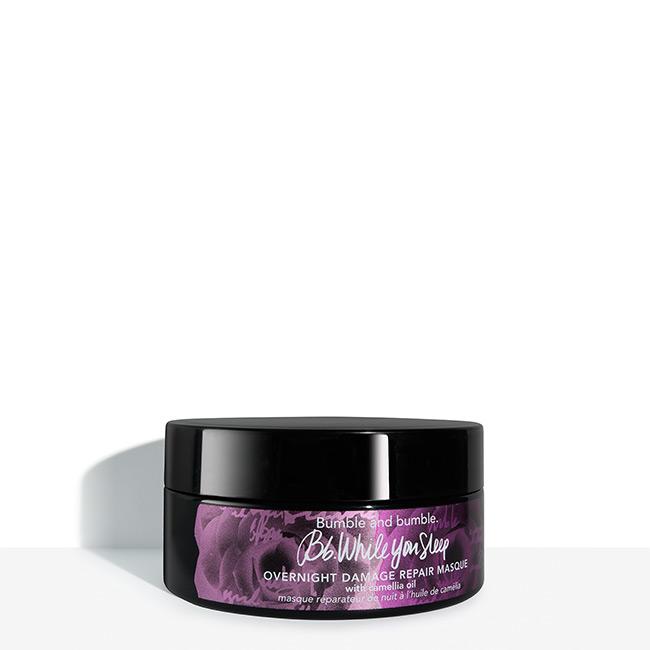 Bumble and bumble.
Bb. While You Sleep
OVERNIGHT DAMAGE REPAIR MASQUE
with camellia oil
masque réparateur de nuit à l'huile de camélia